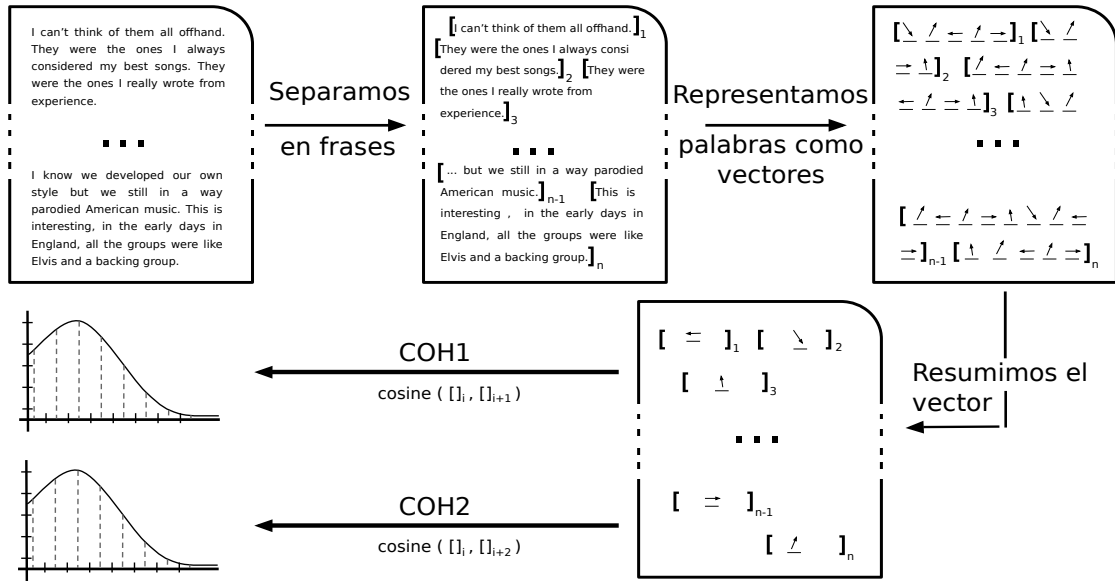 I can't think of them all offhand.
They were the ones I always
considered my best songs. They
were the ones I really wrote from
experience.
...
I know we developed our own
style but we still in a way
parodied American music. This is
interesting, in the early days in
England, all the groups were like
Elvis and a backing group.
Separamos
en frases
[I can't think of them all offhand.]1
[They were the ones I always consi
dered my best songs.]2 [They were
the ones I really wrote from
experience.]3
...
[... but we still in a way parodied
American music.]n-1 [This is
interesting , in the early days in
England, all the groups were like
Elvis and a backing group.]n
Representamos
palabras como
vectores
[↘ ↗ ← ↗ →]1 [↘ ↗
→ ↑]2 [↗ ← ↗ → ↑
← ↗ → ↑]3 [↑ ↘ ↗
...
[↗ ← ↗ → ↑ ↘ ↗ ←
→]n-1 [↑ ↗ ← ↗ →]n
Resumimos el
vector
[ ← ]1 [ ↘ ]2
[ ↑ ]3
...
[ → ]n-1
[ ↗ ]n
COH1
cosine ( []i , []i+1 )
COH2
cosine ( []i , []i+2 )